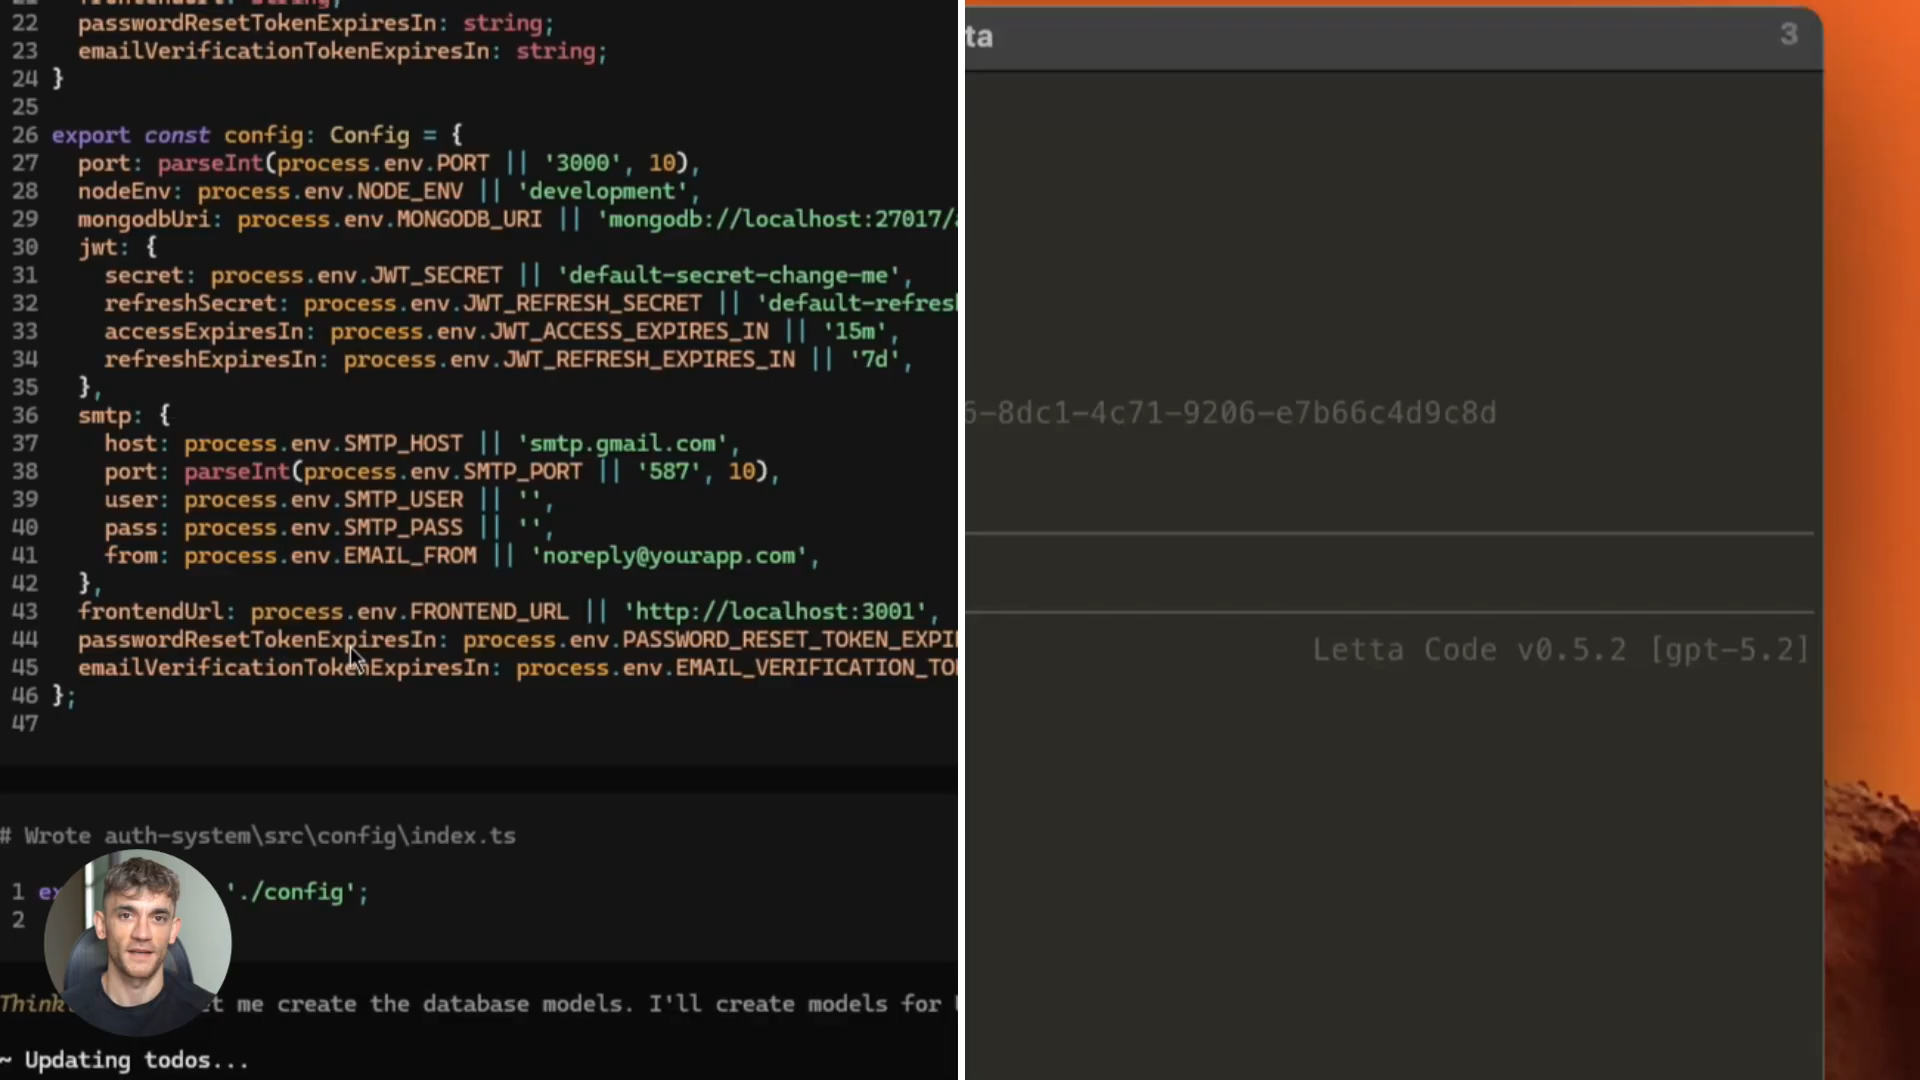 22 passwordResetTokenExpiresIn: string;
23 emailVerificationTokenExpiresIn: string;
24 }
25
26 export const config: Config = {
27 port: parseInt(process.env.PORT || '3000', 10),
28 nodeEnv: process.env.NODE_ENV || 'development',
29 mongodbUri: process.env.MONGODB_URI || 'mongodb://localhost:27017/
30 jwt: {
31 secret: process.env.JWT_SECRET || 'default-secret-change-me',
32 refreshSecret: process.env.JWT_REFRESH_SECRET || 'default-refres
33 accessExpiresIn: process.env.JWT_ACCESS_EXPIRES_IN || '15m',
34 refreshExpiresIn: process.env.JWT_REFRESH_EXPIRES_IN || '7d',
35 },
36 smtp: {
37 host: process.env.SMTP_HOST || 'smtp.gmail.com',
38 port: parseInt(process.env.SMTP_PORT || '587', 10),
39 user: process.env.SMTP_USER || '',
40 pass: process.env.SMTP_PASS || '',
41 from: process.env.EMAIL_FROM || 'noreply@yourapp.com',
42 },
43 frontendUrl: process.env.FRONTEND_URL || 'http://localhost:3001',
44 passwordResetTokenExpiresIn: process.env.PASSWORD_RESET_TOKEN_EXPI
45 emailVerificationTokenExpiresIn: process.env.EMAIL_VERIFICATION_TO
46 };
47
# Wrote auth-system\src\config\index.ts
1 ex './config';
2
Think t me create the database models. I'll create models for
~ Updating todos...
ta
3
6-8dc1-4c71-9206-e7b66c4d9c8d
Letta Code v0.5.2 [gpt-5.2]